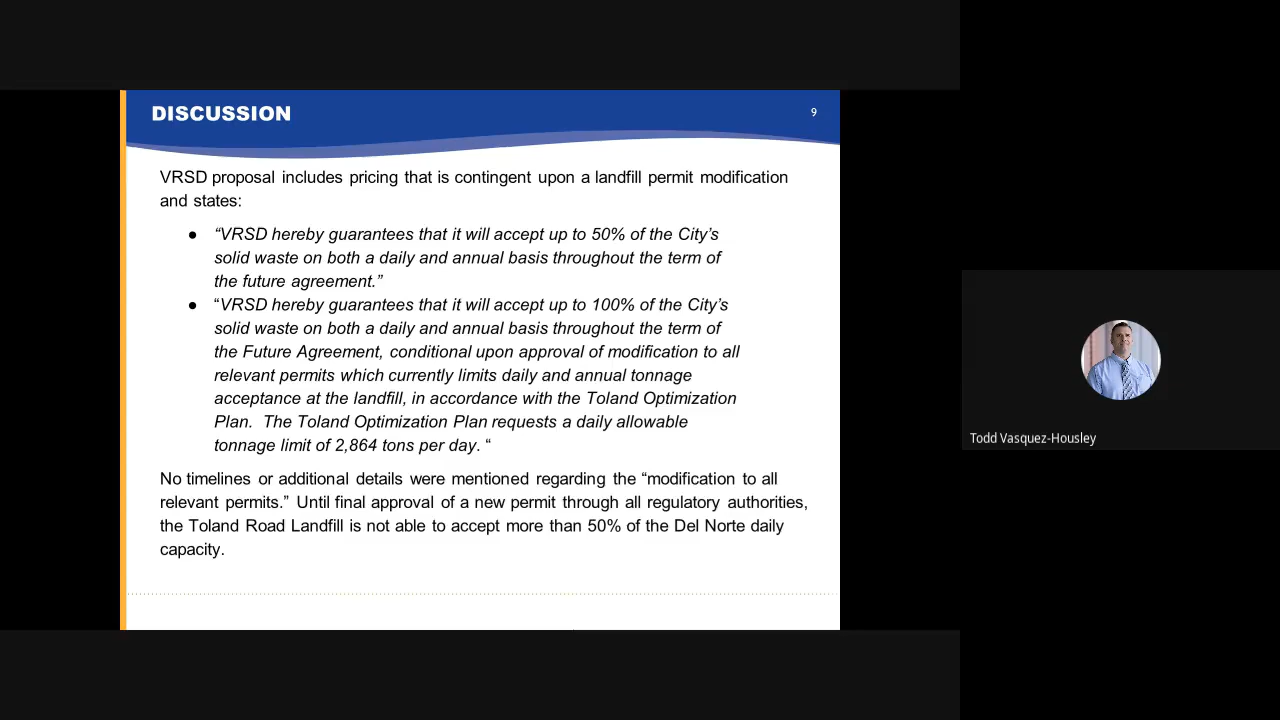 DISCUSSION
9
VRSD proposal includes pricing that is contingent upon a landfill permit modification
and states:
● “VRSD hereby guarantees that it will accept up to 50% of the City’s
solid waste on both a daily and annual basis throughout the term of
the future agreement.”
● “VRSD hereby guarantees that it will accept up to 100% of the City’s
solid waste on both a daily and annual basis throughout the term of
the Future Agreement, conditional upon approval of modification to all
relevant permits which currently limits daily and annual tonnage
acceptance at the landfill, in accordance with the Toland Optimization
Plan.  The Toland Optimization Plan requests a daily allowable
tonnage limit of 2,864 tons per day. “
No timelines or additional details were mentioned regarding the “modification to all
relevant permits.”  Until final approval of a new permit through all regulatory authorities,
the Toland Road Landfill is not able to accept more than 50% of the Del Norte daily
capacity.
Todd Vasquez-Housley